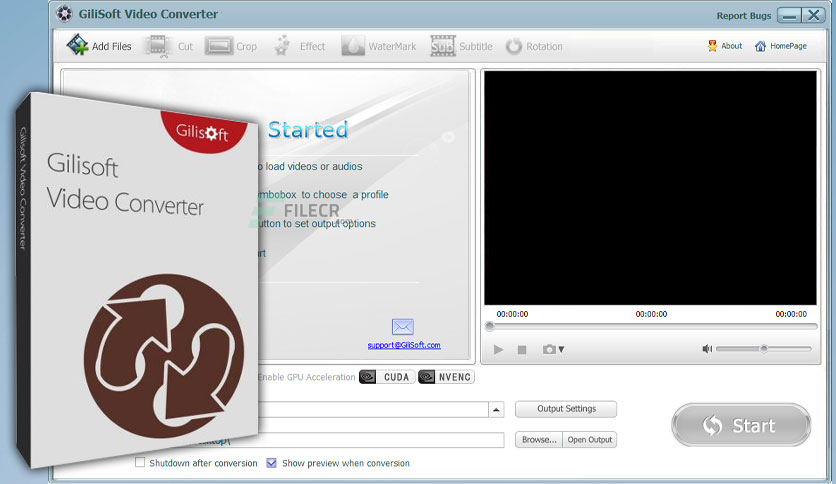 GiliSoft Video Converter
Report Bugs
Add Files
Cut
Crop
Effect
WaterMark
Sub
Subtitle
Rotation
About
HomePage
Gilisoft Video Converter
Gilisoft
Gilisoft
Video Converter
Started
o load videos or audios
mbobox to choose a profile
FILECR
.com
utton to set output options
art
support@GiliSoft.com
00:00:00
00:00:00
00:00:00
Enable GPU Acceleration
CUDA
NVENC
Output Settings
Browse...
Open Output
Start
Shutdown after conversion
Show preview when conversion